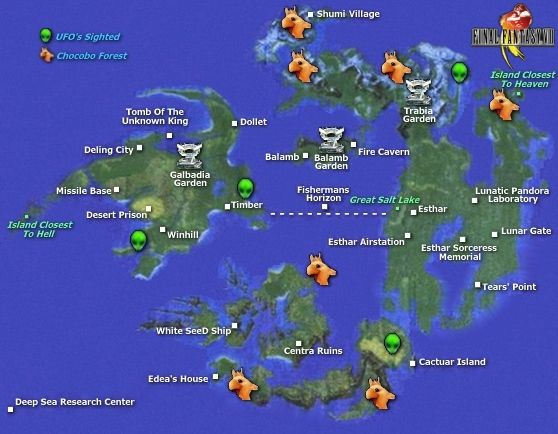 Shumi Village
FINAL FANTASY VIII
UFO's Sighted
Chocobo Forest
Island Closest
To Heaven
Trabia
Garden
Tomb Of The
Unknown King
Dollet
Deling City
Balamb
Balamb
Garden
Fire Cavern
Galbadia
Garden
Missile Base
Fishermans
Horizon
Great Salt Lake
Lunatic Pandora
Laboratory
Timber
Esthar
Desert Prison
Island Closest
To Hell
Winhill
Esthar Airstation
Esthar Sorceress
Memorial
Lunar Gate
Tears' Point
White SeeD Ship
Centra Ruins
Cactuar Island
Edea's House
Deep Sea Research Center